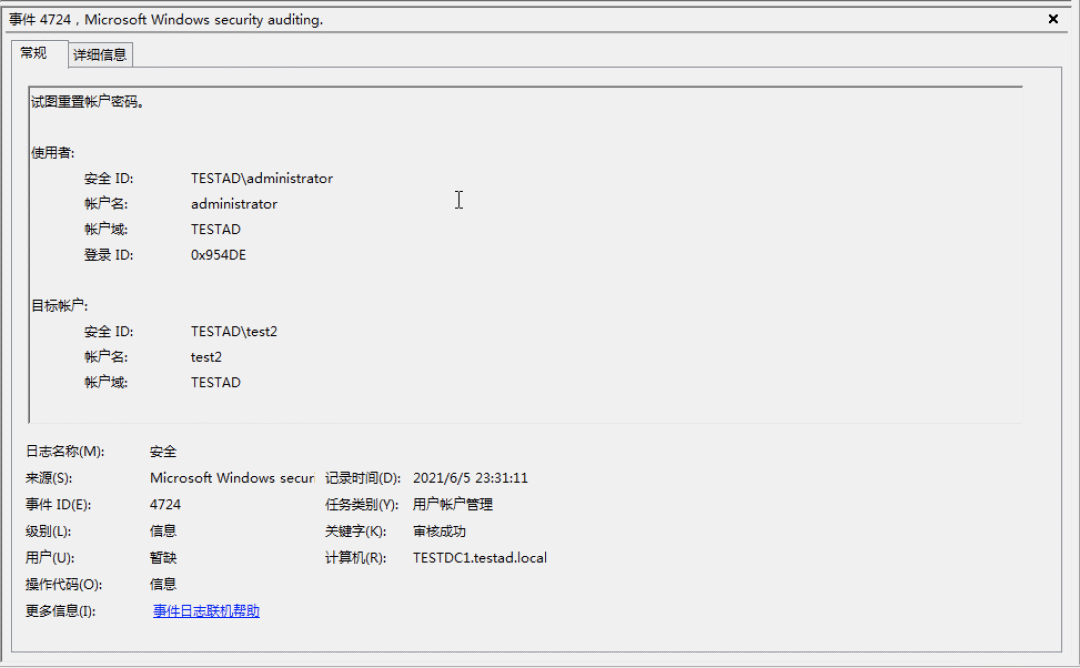 事件 4724，Microsoft Windows security auditing.
常规 详细信息
试图重置帐户密码。
使用者:
安全 ID: TESTAD\administrator
帐户名: administrator
帐户域: TESTAD
登录 ID: 0x954DE
目标帐户:
安全 ID: TESTAD\test2
帐户名: test2
帐户域: TESTAD
日志名称(M): 安全
来源(S): Microsoft Windows securi 记录时间(D): 2021/6/5 23:31:11
事件 ID(E): 4724 任务类别(Y): 用户帐户管理
级别(L): 信息 关键字(K): 审核成功
用户(U): 暂缺 计算机(R): TESTDC1.testad.local
操作代码(O): 信息
更多信息(I): 事件日志联机帮助